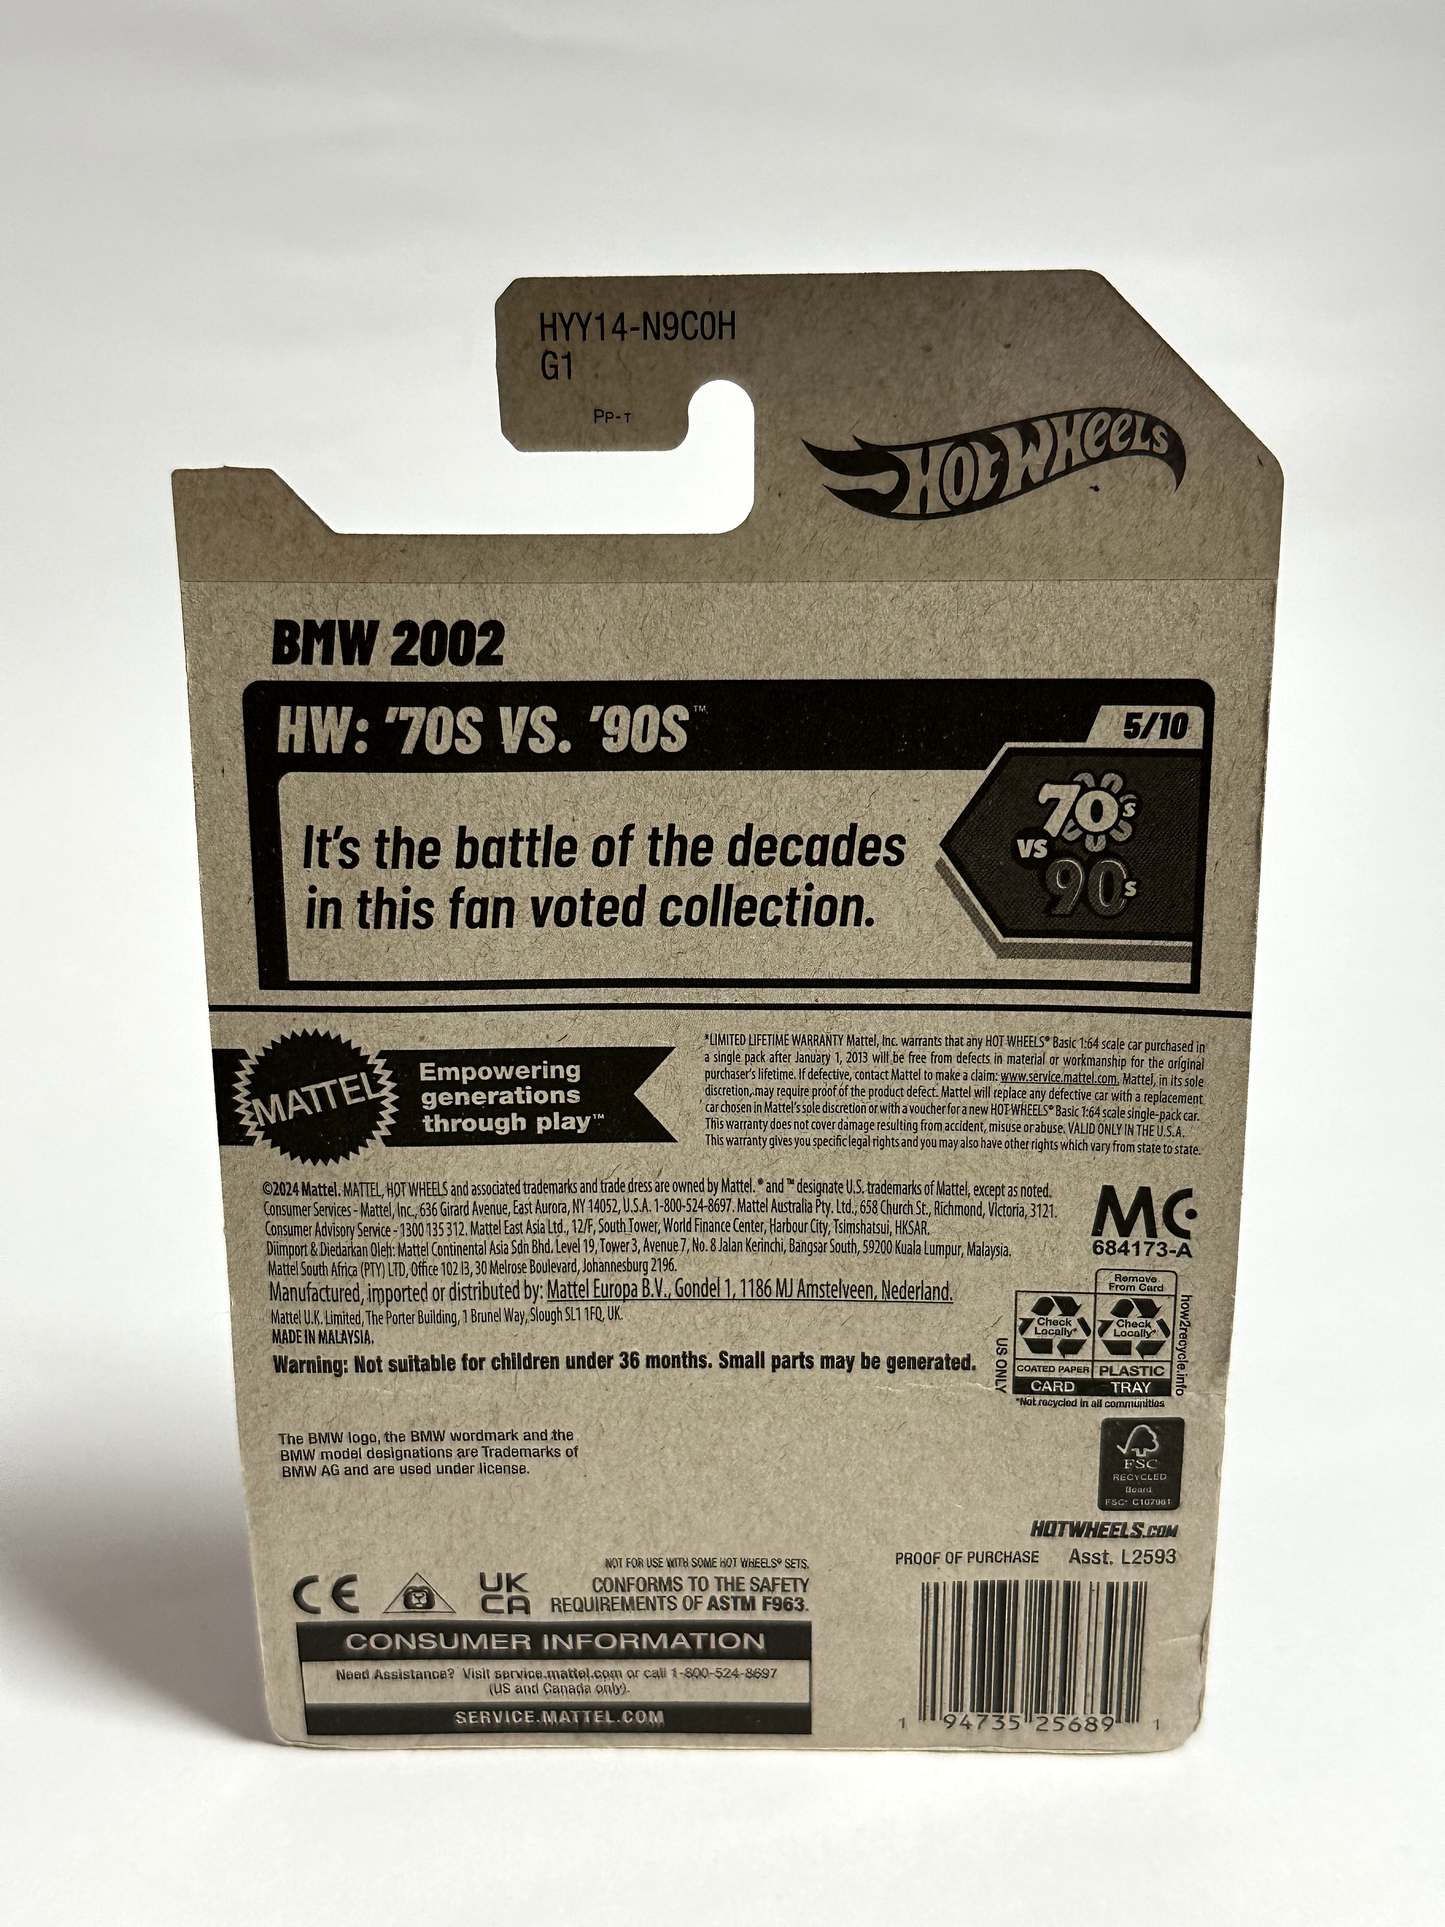 HYY14-N9C0H
G1
PP-T
HOT WHEELS
BMW 2002
HW: '70S VS. '90S™
5/10
It's the battle of the decades
in this fan voted collection.
70's
VS
90s
MATTEL
Empowering
generations
through play™
*LIMITED LIFETIME WARRANTY Mattel, Inc. warrants that any HOT WHEELS® Basic 1:64 scale car purchased in
a single pack after January 1, 2013 will be free from defects in material or workmanship for the original
purchaser's lifetime. If defective, contact Mattel to make a claim: www.service.mattel.com. Mattel, in its sole
discretion, may require proof of the product defect. Mattel will replace any defective car with a replacement
car chosen in Mattel's sole discretion or with a voucher for a new HOT WHEELS® Basic 1:64 scale single-pack car.
This warranty does not cover damage resulting from accident, misuse or abuse. VALID ONLY IN THE U.S.A.
This warranty gives you specific legal rights and you may also have other rights which vary from state to state.
©2024 Mattel. MATTEL, HOT WHEELS and associated trademarks and trade dress are owned by Mattel. ® and ™ designate U.S. trademarks of Mattel, except as noted.
Consumer Services - Mattel, Inc., 636 Girard Avenue, East Aurora, NY 14052, U.S.A. 1-800-524-8697. Mattel Australia Pty. Ltd., 658 Church St., Richmond, Victoria, 3121.
Consumer Advisory Service - 1300 135 312. Mattel East Asia Ltd., 12/F, South Tower, World Finance Center, Harbour City, Tsimshatsui, HKSAR.
Diimport & Diedarkan Oleh: Mattel Continental Asia Sdn Bhd. Level 19, Tower 3, Avenue 7, No. 8 Jalan Kerinchi, Bangsar South, 59200 Kuala Lumpur, Malaysia.
Mattel South Africa (PTY) LTD, Office 102 I3, 30 Melrose Boulevard, Johannesburg 2196.
Manufactured, imported or distributed by: Mattel Europa B.V., Gondel 1, 1186 MJ Amstelveen, Nederland.
Mattel U.K. Limited, The Porter Building, 1 Brunel Way, Slough SL1 1FQ, UK.
MADE IN MALAYSIA.
Warning: Not suitable for children under 36 months. Small parts may be generated.
MC
684173-A
Remove
From Card
Check
Locally*
Check
Locally*
COATED PAPER
PLASTIC
CARD
TRAY
US ONLY
how2recycle.info
*Not recycled in all communities
The BMW logo, the BMW wordmark and the
BMW model designations are Trademarks of
BMW AG and are used under license.
FSC
RECYCLED
Board
FSC® C107961
HOTWHEELS.COM
PROOF OF PURCHASE Asst. L2593
NOT FOR USE WITH SOME HOT WHEELS® SETS.
CE
UK
CA
CONFORMS TO THE SAFETY
REQUIREMENTS OF ASTM F963.
CONSUMER INFORMATION
Need Assistance? Visit service.mattel.com or call 1-800-524-8697
(US and Canada only).
SERVICE.MATTEL.COM
1 94735 25689 1